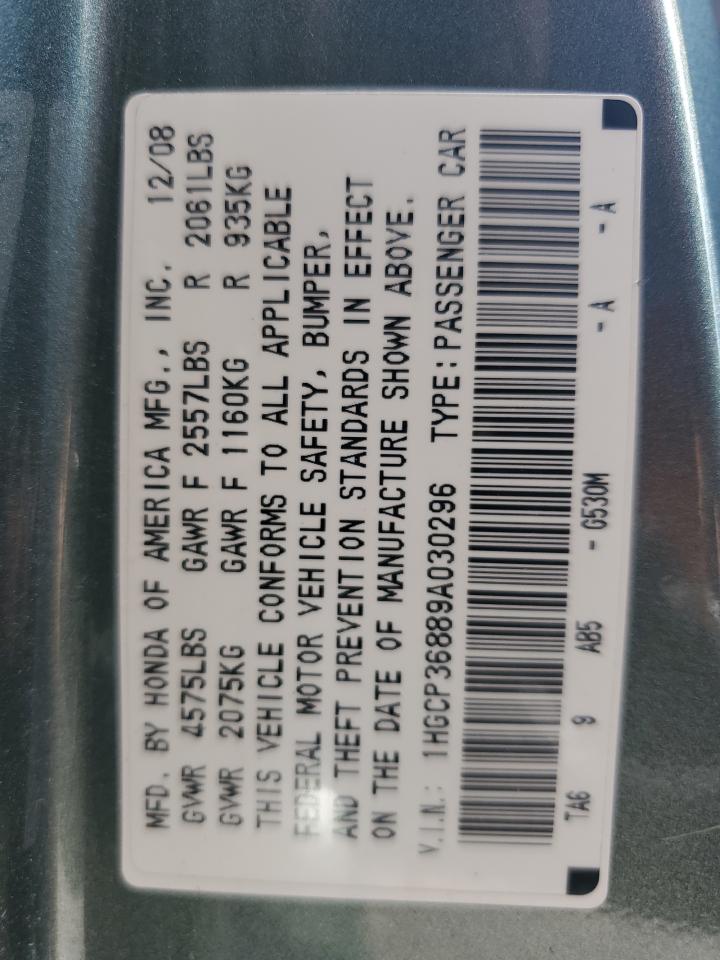 MFD. BY HONDA OF AMERICA MFG., INC. 12/08
GVWR 4575LBS GAWR F 2557LBS R 2061LBS
GVWR 2075KG GAWR F 1160KG R 935KG
THIS VEHICLE CONFORMS TO ALL APPLICABLE
FEDERAL MOTOR VEHICLE SAFETY, BUMPER,
AND THEFT PREVENTION STANDARDS IN EFFECT
ON THE DATE OF MANUFACTURE SHOWN ABOVE.
V.I.N.: 1HGCP36889A030296 TYPE: PASSENGER CAR
TA6 9 AB5 - G530M - A - A